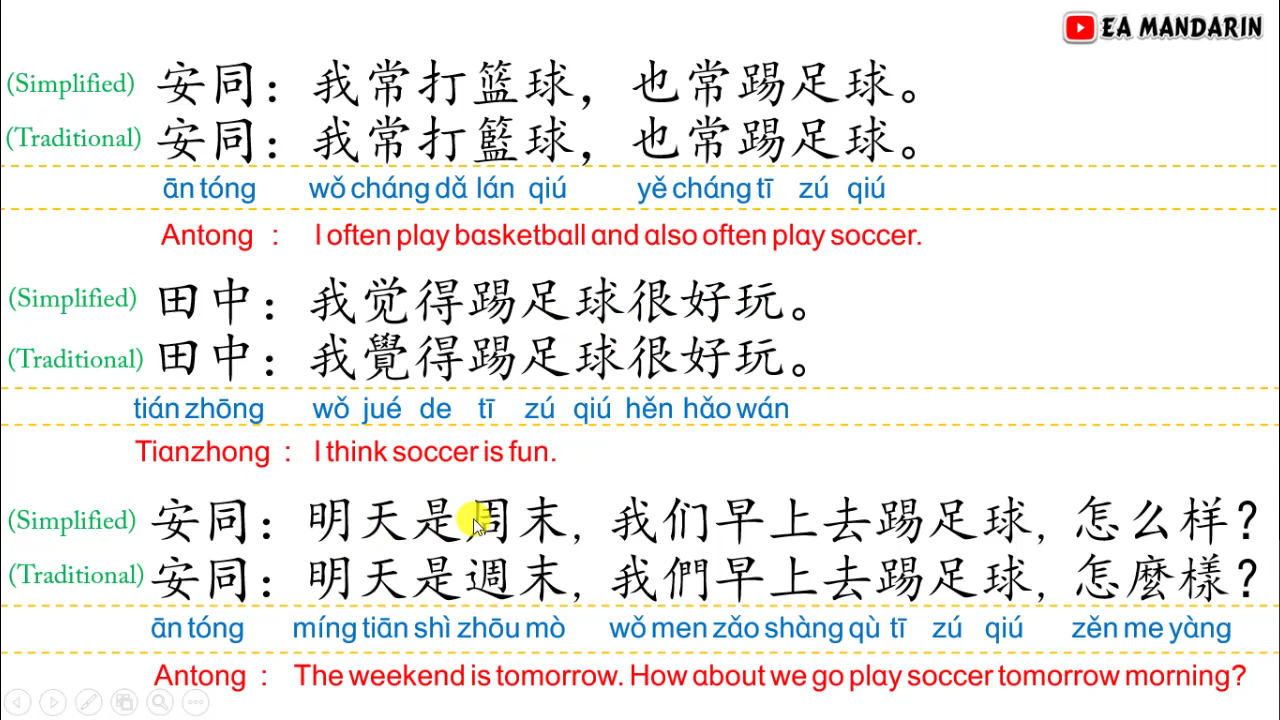 EA MANDARIN
(Simplified) 安同：我常打篮球，也常踢足球。
(Traditional) 安同：我常打籃球，也常踢足球。
ān tóng wǒ cháng dǎ lán qiú yě cháng tī zú qiú
Antong : I often play basketball and also often play soccer.
(Simplified) 田中：我觉得踢足球很好玩。
(Traditional) 田中：我覺得踢足球很好玩。
tián zhōng wǒ jué de tī zú qiú hěn hǎo wán
Tianzhong : I think soccer is fun.
(Simplified) 安同：明天是周末，我们早上去踢足球，怎么样？
(Traditional) 安同：明天是週末，我們早上去踢足球，怎麼樣？
ān tóng míng tiān shì zhōu mò wǒ men zǎo shàng qù tī zú qiú zěn me yàng
Antong : The weekend is tomorrow. How about we go play soccer tomorrow morning?